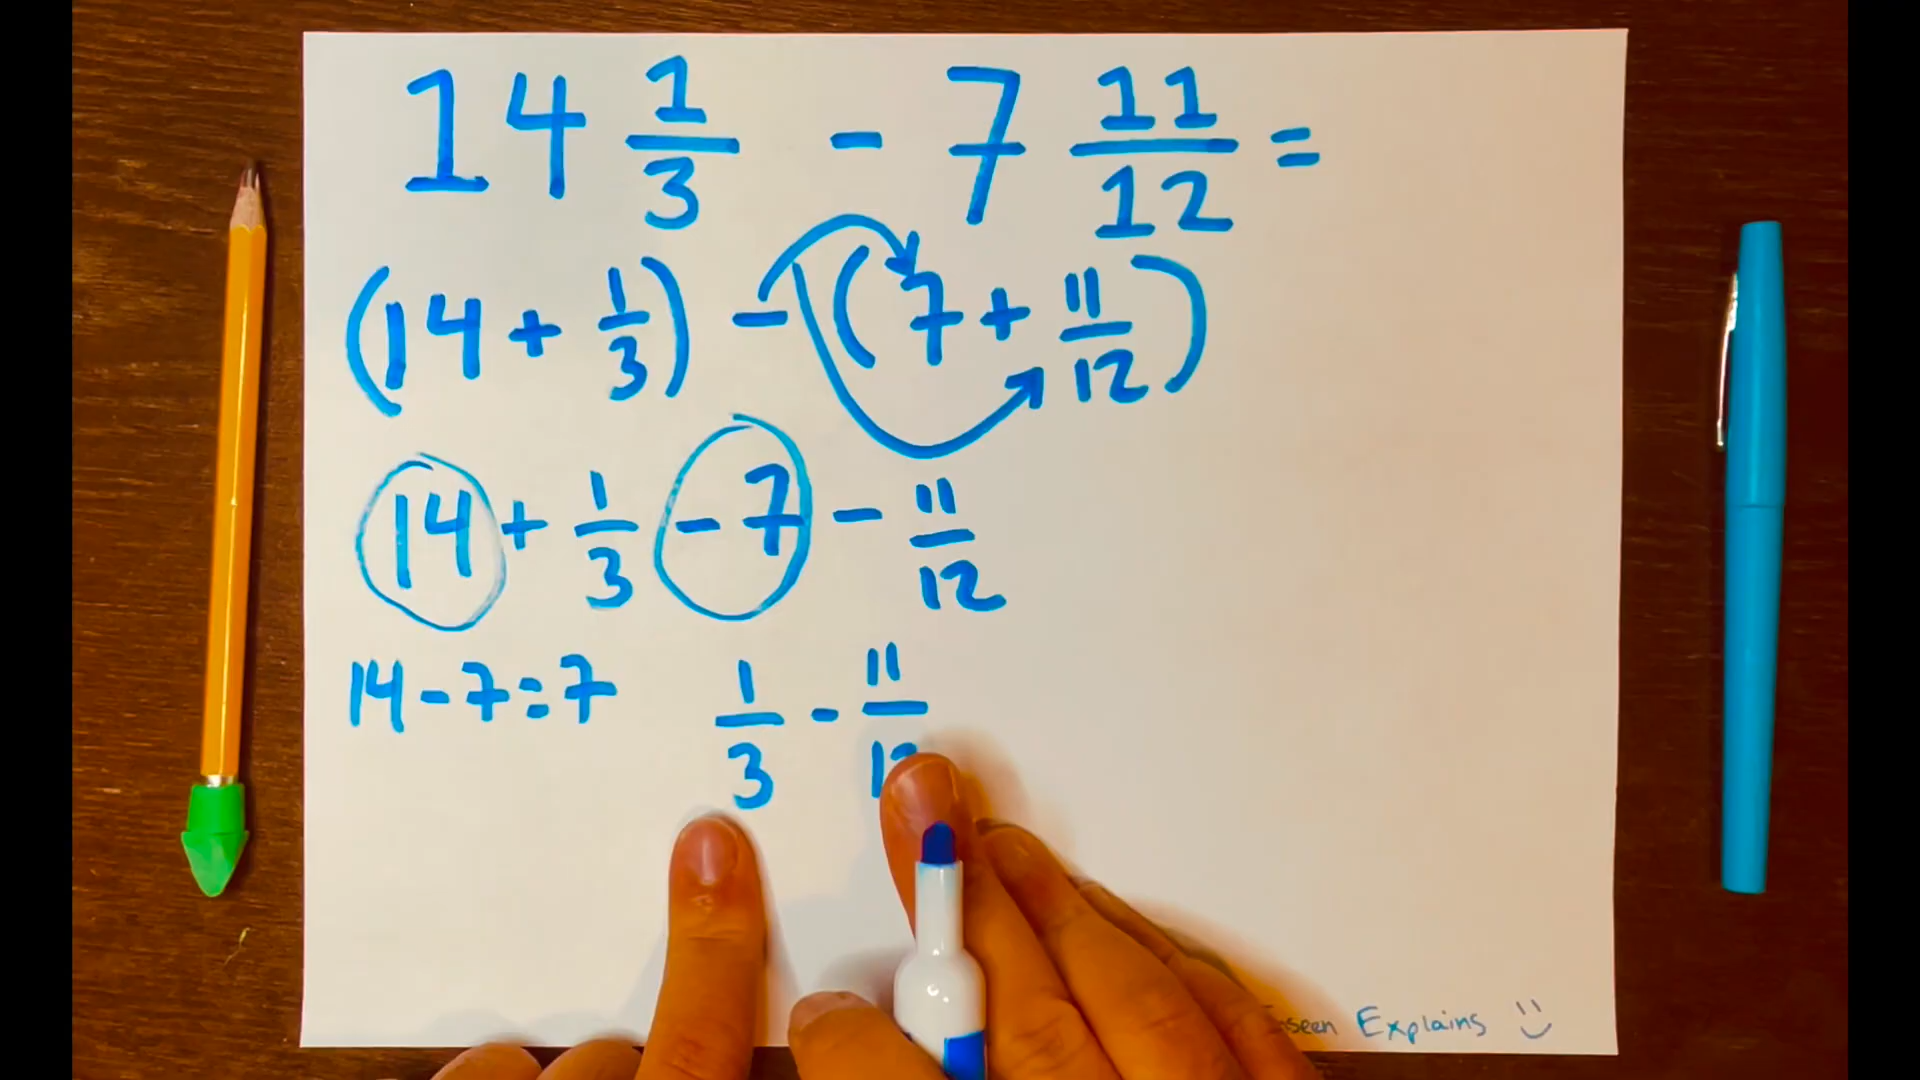 14 1/3 - 7 11/12 =
(14 + 1/3) - (7 + 11/12)
14 + 1/3 - 7 - 11/12
14 - 7 = 7
1/3 - 11/12
Explains